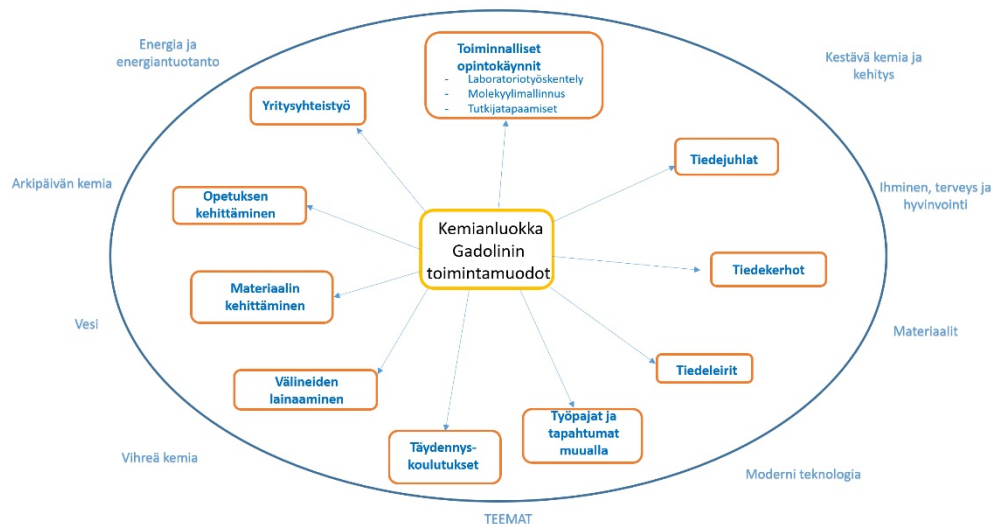 Energia ja
energiantuotanto
Toiminnalliset
opintokäynnit
- Laboratoriotyöskentely
- Molekyylimallinnus
- Tutkijatapaamiset
Kestävä kemia ja
kehitys
Yritysyhteistyö
Tiedejuhlat
Arkipäivän kemia
Opetuksen
kehittäminen
Ihminen, terveys ja
hyvinvointi
Kemianluokka
Gadolinin
toimintamuodot
Tiedekerhot
Materiaalin
kehittäminen
Vesi
Materiaalit
Välineiden
lainaaminen
Tiedeleirit
Työpajat ja
tapahtumat
muualla
Täydennys-
koulutukset
Vihreä kemia
Moderni teknologia
TEEMAT